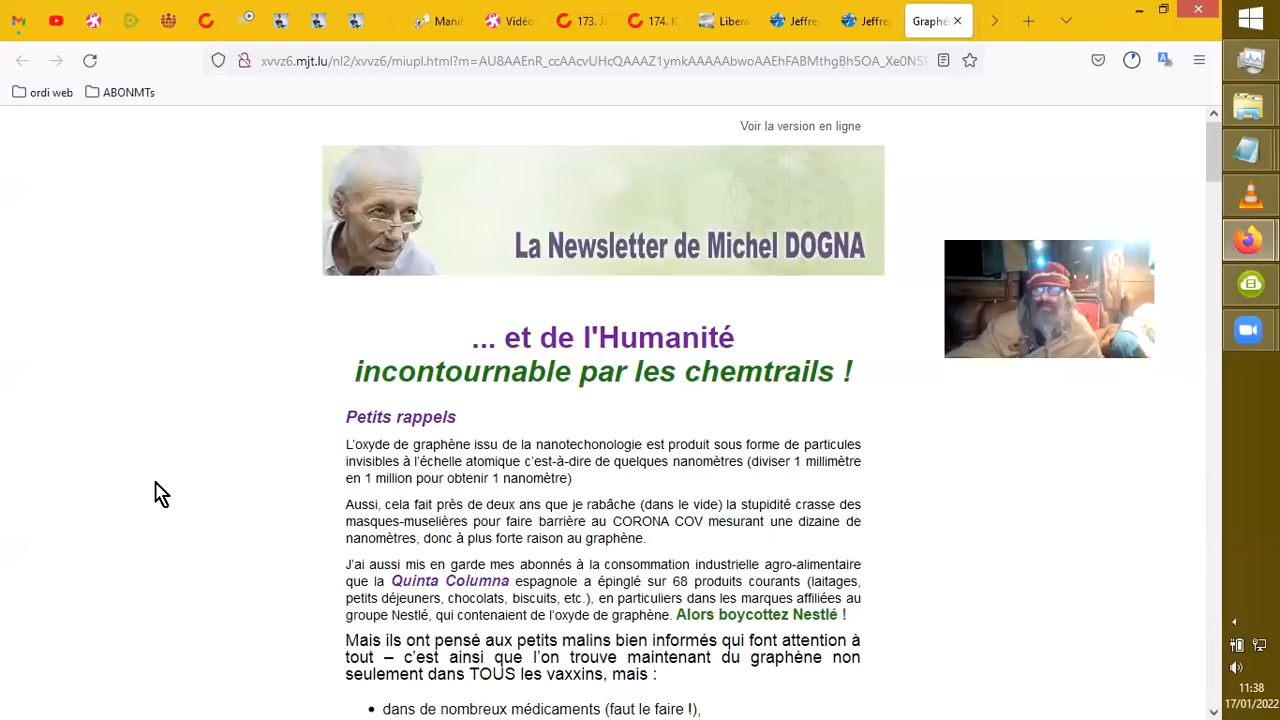 Manif
Vidéo
173. J
174. K
Libera
Jeffre
Jeffre
Graphé
ordi web
ABONMTs
Voir la version en ligne
La Newsletter de Michel DOGNA
... et de l'Humanité
incontournable par les chemtrails !
Petits rappels
L'oxyde de graphène issu de la nanotechonologie est produit sous forme de particules
invisibles à l'échelle atomique c'est-à-dire de quelques nanomètres (diviser 1 millimètre
en 1 million pour obtenir 1 nanomètre)
Aussi, cela fait près de deux ans que je rabâche (dans le vide) la stupidité crasse des
masques-muselières pour faire barrière au CORONA COV mesurant une dizaine de
nanomètres, donc à plus forte raison au graphène.
J'ai aussi mis en garde mes abonnés à la consommation industrielle agro-alimentaire
que la Quinta Columna espagnole a épinglé sur 68 produits courants (laitages,
petits déjeuners, chocolats, biscuits, etc.), en particuliers dans les marques affiliées au
groupe Nestlé, qui contenaient de l'oxyde de graphène. Alors boycottez Nestlé !
Mais ils ont pensé aux petits malins bien informés qui font attention à
tout – c'est ainsi que l'on trouve maintenant du graphène non
seulement dans TOUS les vaxxins, mais :
• dans de nombreux médicaments (faut le faire !),
11:38
17/01/2022